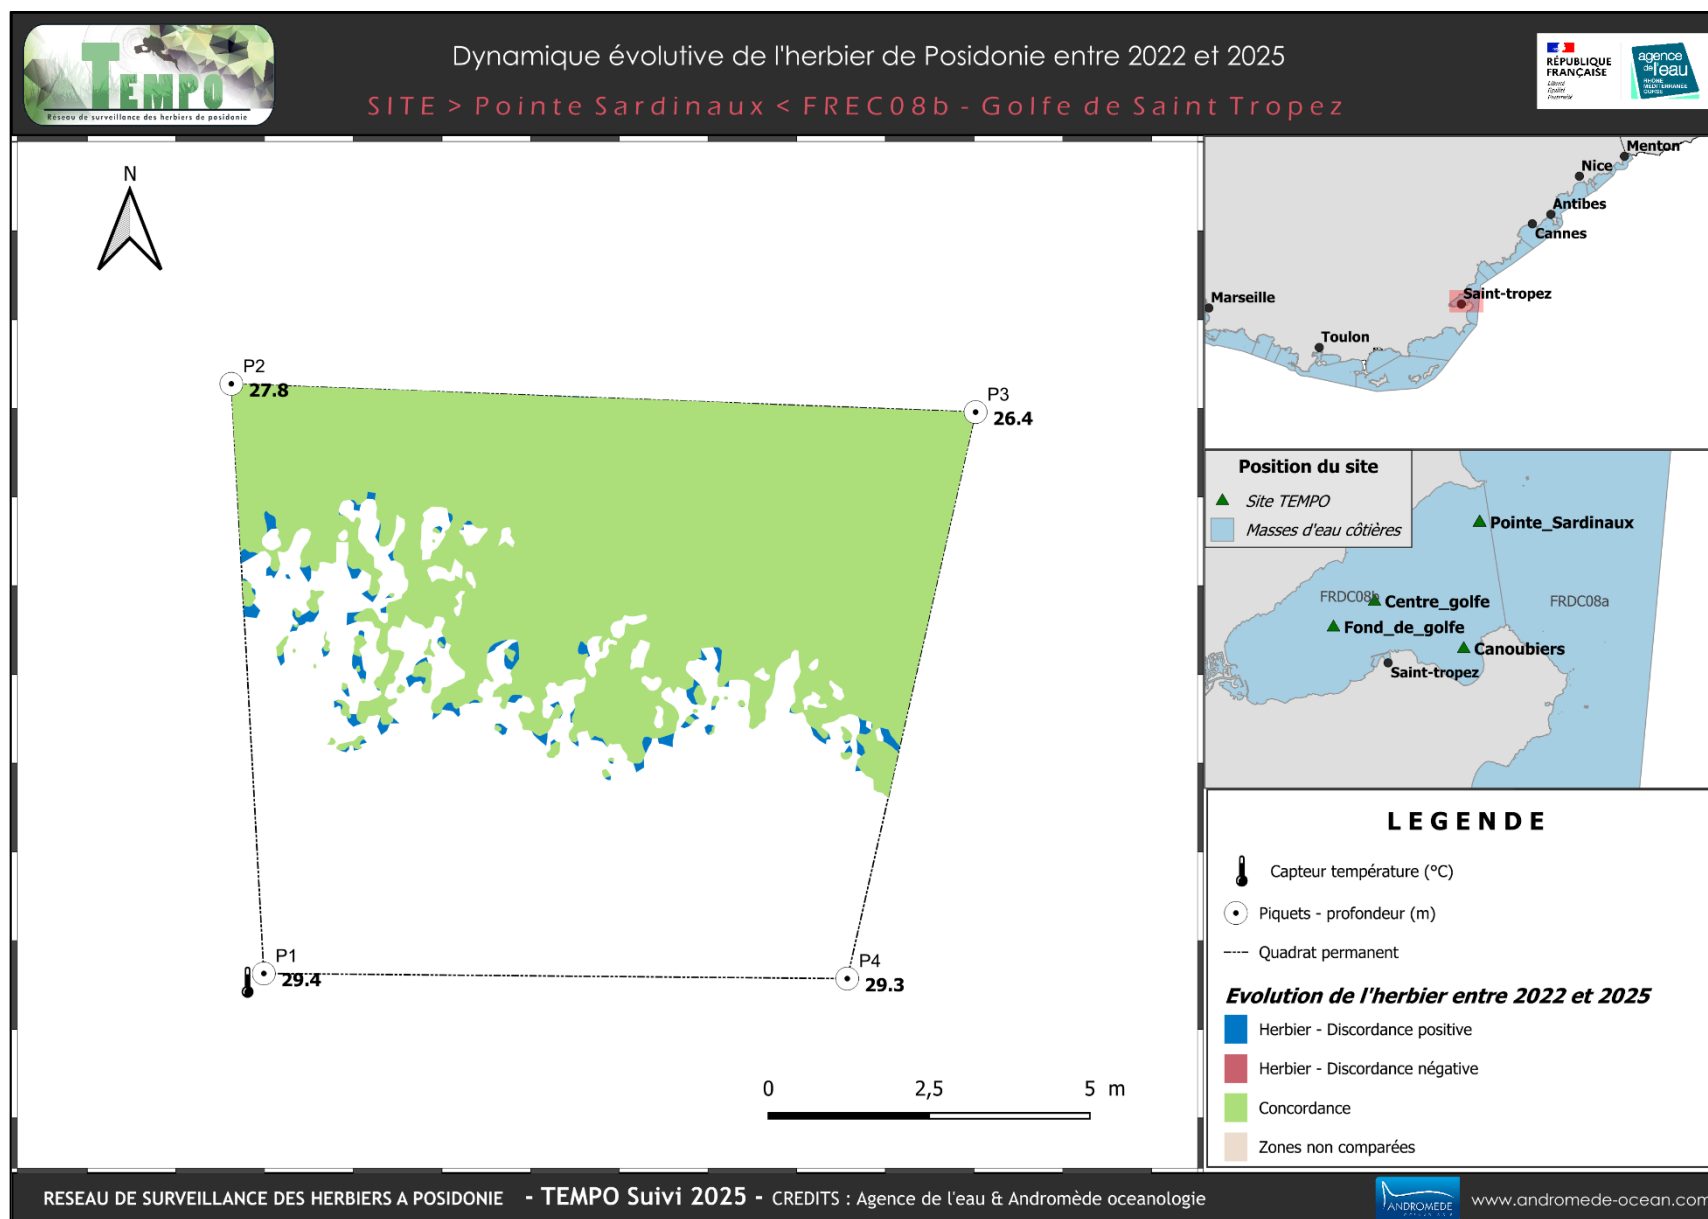 TEMPO
Réseau de surveillance des herbiers de posidonie
Dynamique évolutive de l'herbier de Posidonie entre 2022 et 2025
SITE > Pointe Sardinaux < FREC08b - Golfe de Saint Tropez
RÉPUBLIQUE
FRANÇAISE
Liberté
Égalité
Fraternité
agence
de l'eau
RHÔNE
MÉDITERRANÉE
CORSE
N
P2
27.8
P3
26.4
P1
29.4
P4
29.3
0 2,5 5 m
Menton
Nice
Antibes
Cannes
Saint-tropez
Marseille
Toulon
Position du site
Site TEMPO
Masses d'eau côtières
Pointe_Sardinaux
FRDC08b
Centre_golfe
FRDC08a
Fond_de_golfe
Canoubiers
Saint-tropez
LEGENDE
Capteur température (°C)
Piquets - profondeur (m)
Quadrat permanent
Evolution de l'herbier entre 2022 et 2025
Herbier - Discordance positive
Herbier - Discordance négative
Concordance
Zones non comparées
RESEAU DE SURVEILLANCE DES HERBIERS A POSIDONIE - TEMPO Suivi 2025 - CREDITS : Agence de l'eau & Andromède oceanologie
ANDROMEDE
www.andromede-ocean.com